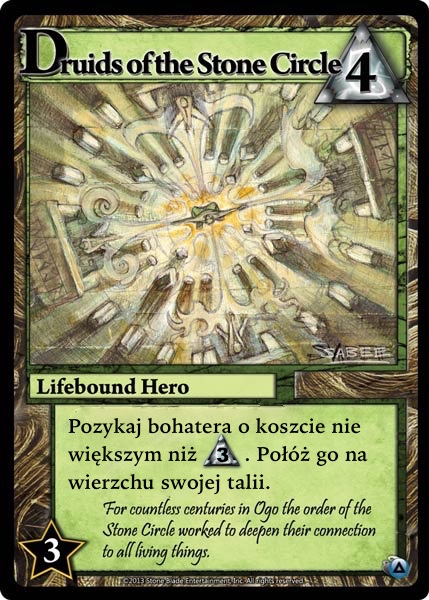 Druids of the Stone Circle 4
SABEE
Lifebound Hero
Pozykaj bohatera o koszcie nie
większym niż 3 . Połóż go na
wierzchu swojej talii.
For countless centuries in Ogo the order of the
Stone Circle worked to deepen their connection
to all living things.
3
©2013 Stone Blade Entertainment, Inc. All rights reserved.